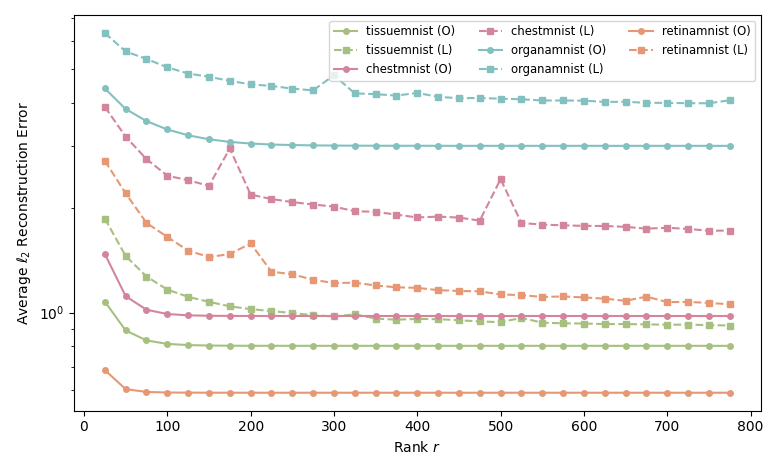 tissuemnist (O)
tissuemnist (L)
chestmnist (O)
chestmnist (L)
organamnist (O)
organamnist (L)
retinamnist (O)
retinamnist (L)
Average ℓ₂ Reconstruction Error
10⁰
0 100 200 300 400 500 600 700 800
Rank r